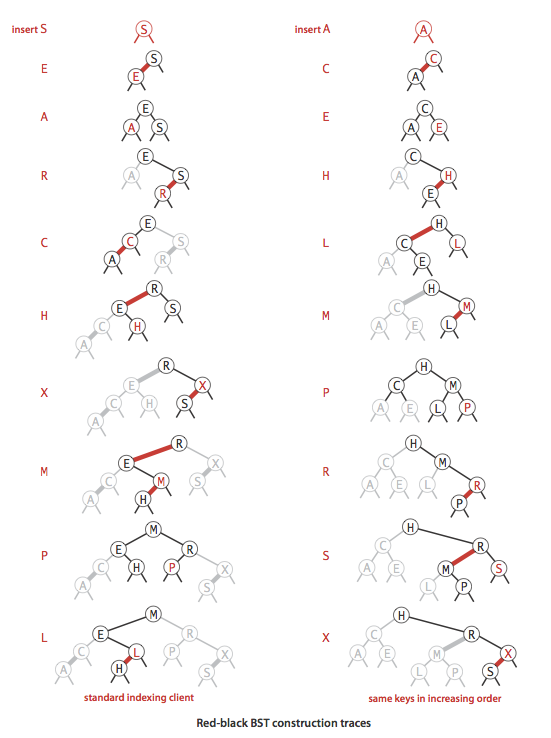 insert S
S
E
S
E
A
E
A S
R
E
A S
R
C
E
C S
A R
H
R
E S
C H
A
X
R
E X
C H S
A
M
R
E X
C M S
A H
P
M
E R
C H P X
A S
L
M
E R
C L P X
A H S
standard indexing client
insert A
A
C
C
A
E
C
A E
H
C
A H
E
L
H
C L
A E
M
H
C M
A E L
P
H
C M
A E L P
R
H
C M
A E L R
P
S
H
C R
A E M S
L P
X
H
C R
A E M X
L P S
same keys in increasing order
Red-black BST construction traces